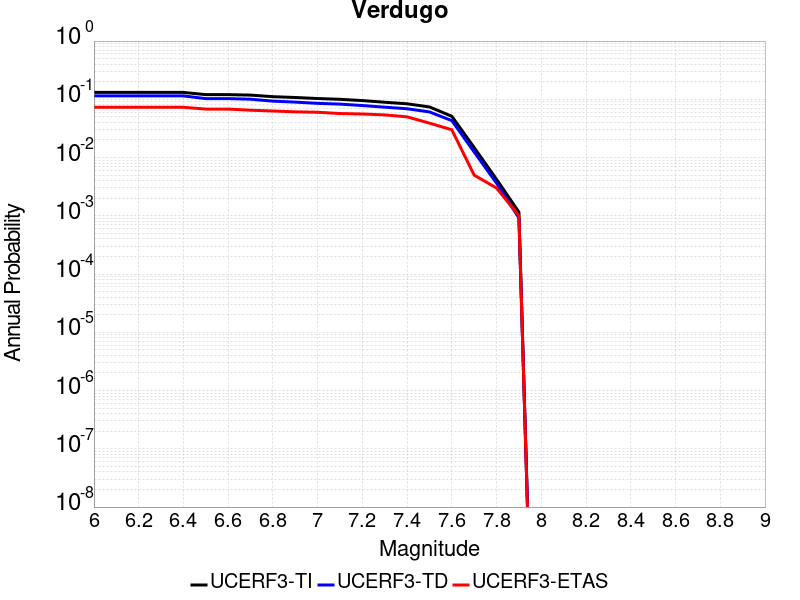 Verdugo
10^0
10^-1
10^-2
10^-3
10^-4
10^-5
10^-6
10^-7
10^-8
Annual Probability
6 6.2 6.4 6.6 6.8 7 7.2 7.4 7.6 7.8 8 8.2 8.4 8.6 8.8 9
Magnitude
UCERF3-TI UCERF3-TD UCERF3-ETAS